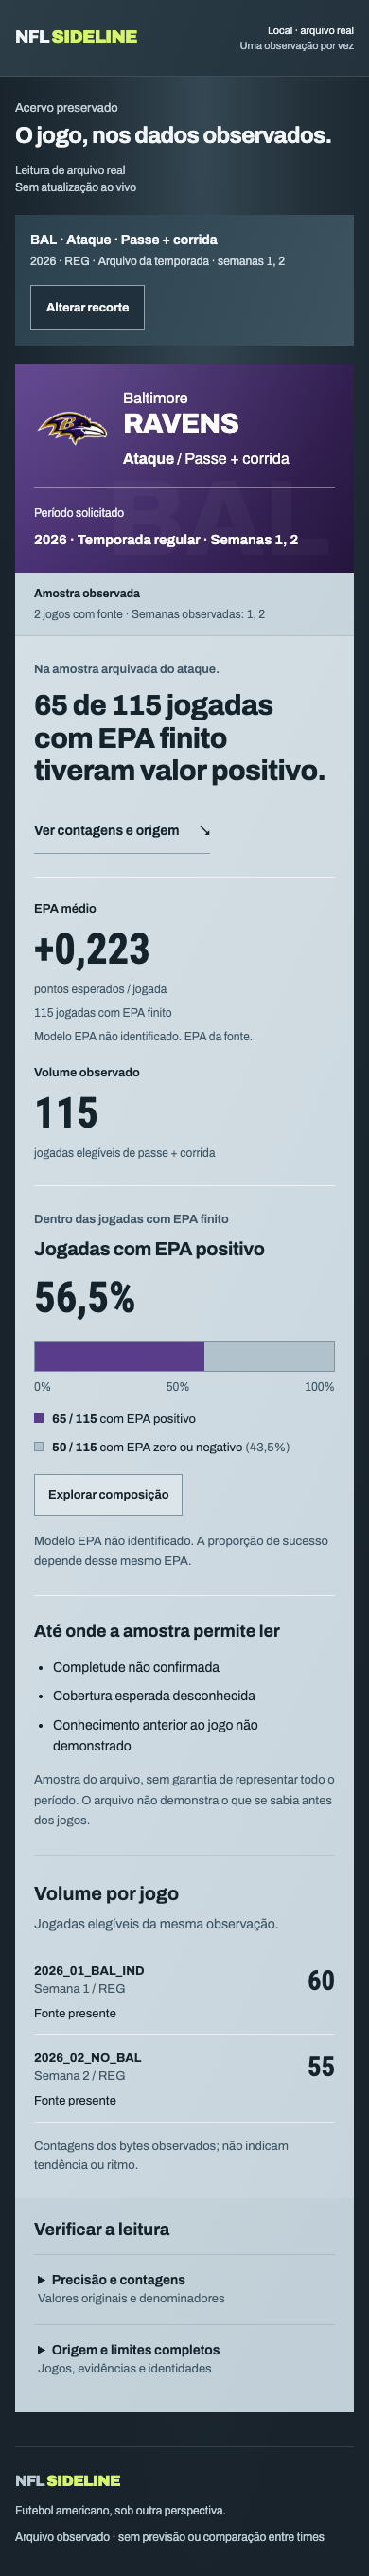 NFL SIDELINE
Local · arquivo real
Uma observação por vez
Acervo preservado
O jogo, nos dados observados.
Leitura de arquivo real
Sem atualização ao vivo
BAL · Ataque · Passe + corrida
2026 · REG · Arquivo da temporada · semanas 1, 2
Alterar recorte
Baltimore
RAVENS
Ataque / Passe + corrida
BAL
Período solicitado
2026 · Temporada regular · Semanas 1, 2
Amostra observada
2 jogos com fonte · Semanas observadas: 1, 2
Na amostra arquivada do ataque.
65 de 115 jogadas
com EPA finito
tiveram valor positivo.
Ver contagens e origem ↘
EPA médio
+0,223
pontos esperados / jogada
115 jogadas com EPA finito
Modelo EPA não identificado. EPA da fonte.
Volume observado
115
jogadas elegíveis de passe + corrida
Dentro das jogadas com EPA finito
Jogadas com EPA positivo
56,5%
0% 50% 100%
65 / 115 com EPA positivo
50 / 115 com EPA zero ou negativo (43,5%)
Explorar composição
Modelo EPA não identificado. A proporção de sucesso
depende desse mesmo EPA.
Até onde a amostra permite ler
• Completude não confirmada
• Cobertura esperada desconhecida
• Conhecimento anterior ao jogo não
demonstrado
Amostra do arquivo, sem garantia de representar todo o
período. O arquivo não demonstra o que se sabia antes
dos jogos.
Volume por jogo
Jogadas elegíveis da mesma observação.
2026_01_BAL_IND
Semana 1 / REG
60
Fonte presente
2026_02_NO_BAL
Semana 2 / REG
55
Fonte presente
Contagens dos bytes observados; não indicam
tendência ou ritmo.
Verificar a leitura
▶ Precisão e contagens
Valores originais e denominadores
▶ Origem e limites completos
Jogos, evidências e identidades
NFL SIDELINE
Futebol americano, sob outra perspectiva.
Arquivo observado · sem previsão ou comparação entre times